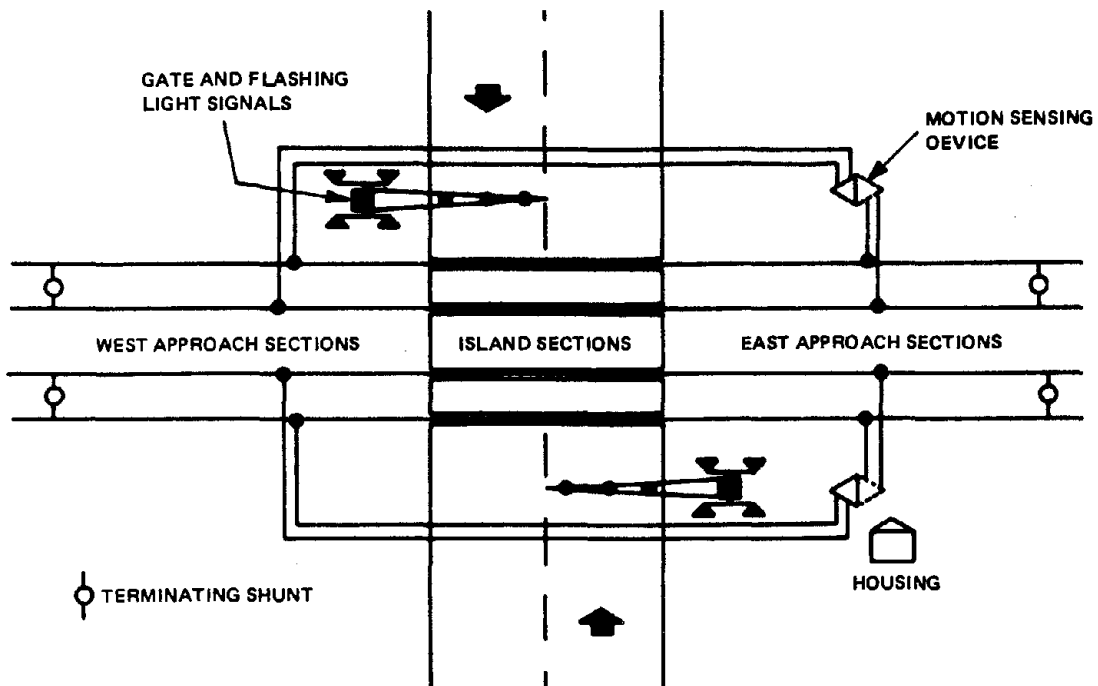 GATE AND FLASHING
LIGHT SIGNALS
MOTION SENSING
OEVICE
WEST APPROACH SECTIONS
ISLAND SECTIONS
EAST APPROACH SECTIONS
HOUSING
TERMINATING SHUNT